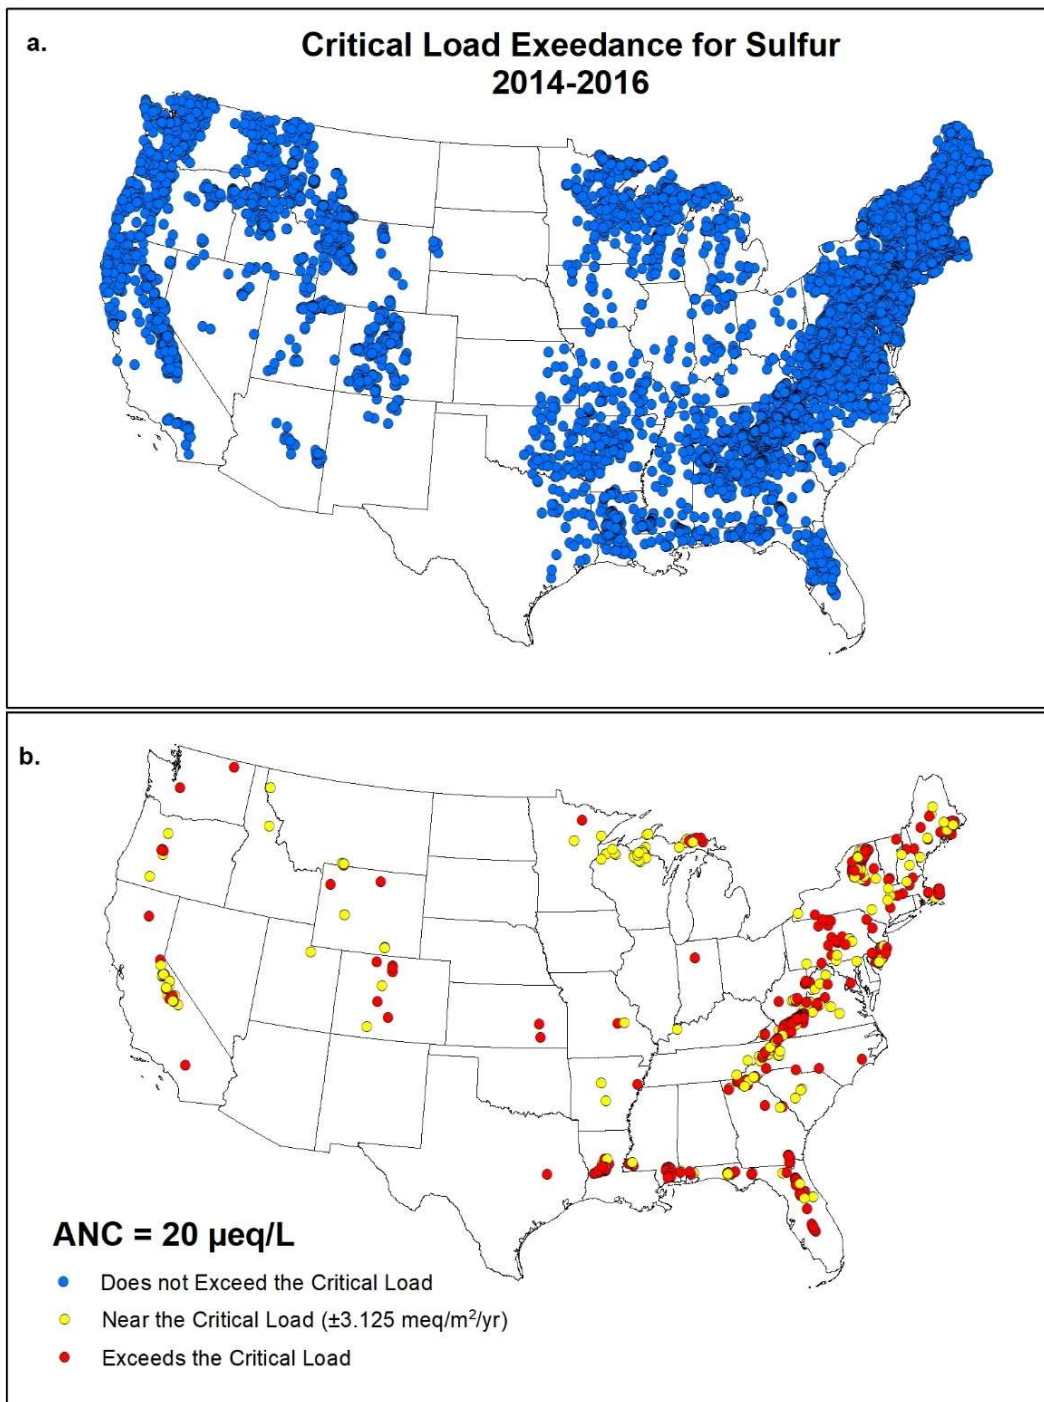 a.
Critical Load Exeedance for Sulfur
2014-2016
b.
ANC = 20 µeq/L
Does not Exceed the Critical Load
Near the Critical Load (±3.125 meq/m²/yr)
Exceeds the Critical Load